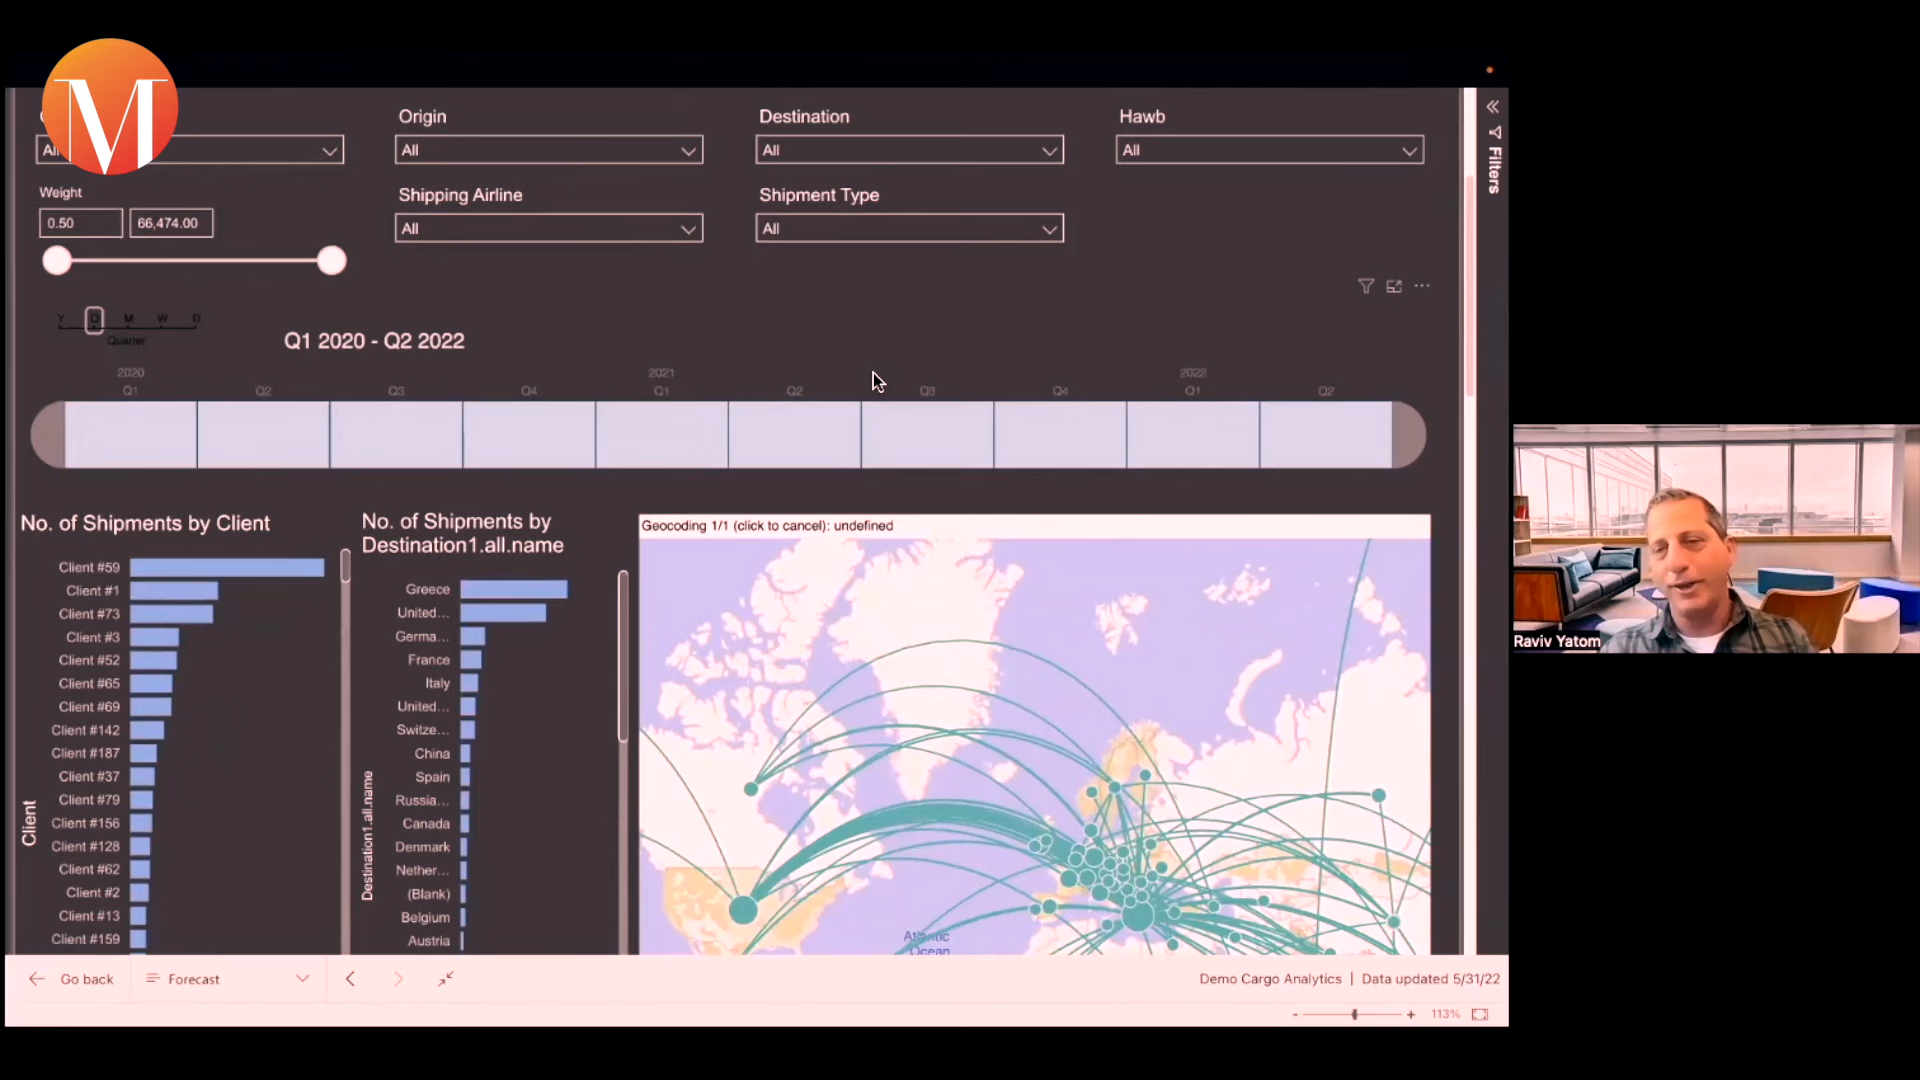 M
Origin
Destination
Hawb
All
All
All
All
Filters
Weight
Shipping Airline
Shipment Type
0.50
66,474.00
All
All
Y Q M W D
Quarter
Q1 2020 - Q2 2022
2020
2021
2022
Q1
Q2
Q3
Q4
Q1
Q2
Q3
Q4
Q1
Q2
No. of Shipments by Client
Client
Client #59
Client #1
Client #73
Client #3
Client #52
Client #65
Client #69
Client #142
Client #187
Client #37
Client #79
Client #156
Client #128
Client #62
Client #2
Client #13
Client #159
No. of Shipments by
Destination1.all.name
Destination1.all.name
Greece
United...
Germa...
France
Italy
United...
Switze...
China
Spain
Russia...
Canada
Denmark
Nether...
(Blank)
Belgium
Austria
Geocoding 1/1 (click to cancel): undefined
Atlantic
Ocean
Raviv Yatom
Go back
Forecast
Demo Cargo Analytics | Data updated 5/31/22
- + 113%